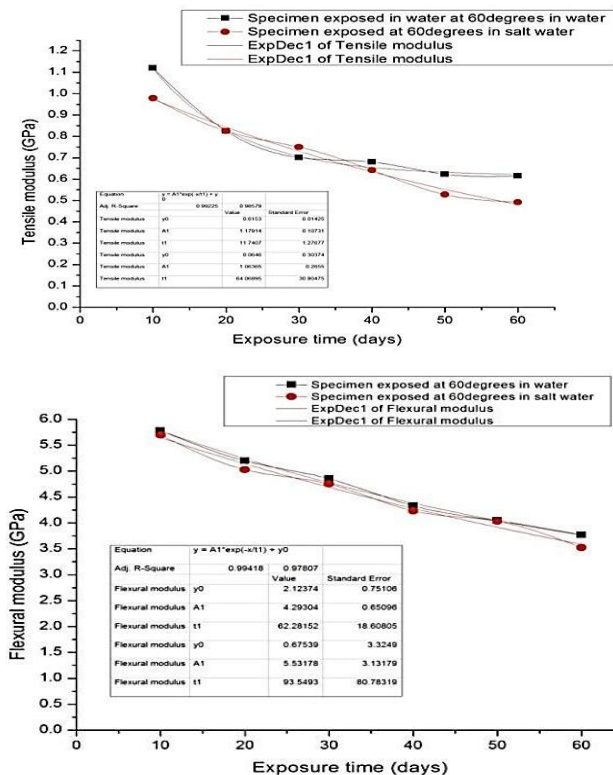 Specimen exposed in water at 60degrees in water
Specimen exposed at 60degrees in salt water
ExpDec1 of Tensile modulus
ExpDec1 of Tensile modulus
1.2
1.1
1.0
0.9
0.8
0.7
0.6
0.5
0.4
0.3
0.2
0.1
0.0
Tensile modulus (GPa)
Equation y = A1*exp( x/t1) + y
0
Adj. R-Square 0.99225 0.98579
Value Standard Error
Tensile modulus y0 0.6153 0.01425
Tensile modulus A1 1.17914 0.10731
Tensile modulus t1 11.7407 1.27877
Tensile modulus y0 0.0646 0.30374
Tensile modulus A1 1.06365 0.2655
Tensile modulus t1 64.06895 30.80475
0 10 20 30 40 50 60
Exposure time (days)
Specimen exposed at 60degrees in water
Specimen exposed at 60degrees in salt water
ExpDec1 of Flexural modulus
ExpDec1 of Flexural modulus
6.0
5.5
5.0
4.5
4.0
3.5
3.0
2.5
2.0
1.5
1.0
0.5
0.0
Flexural modulus (GPa)
Equation y = A1*exp(-x/t1) + y0
Adj. R-Square 0.99418 0.97807
Value Standard Error
Flexural modulus y0 2.12374 0.75106
Flexural modulus A1 4.29304 0.65096
Flexural modulus t1 62.28152 18.60805
Flexural modulus y0 0.67539 3.3249
Flexural modulus A1 5.53178 3.13179
Flexural modulus t1 93.5493 80.78319
0 10 20 30 40 50 60
Exposure time (days)